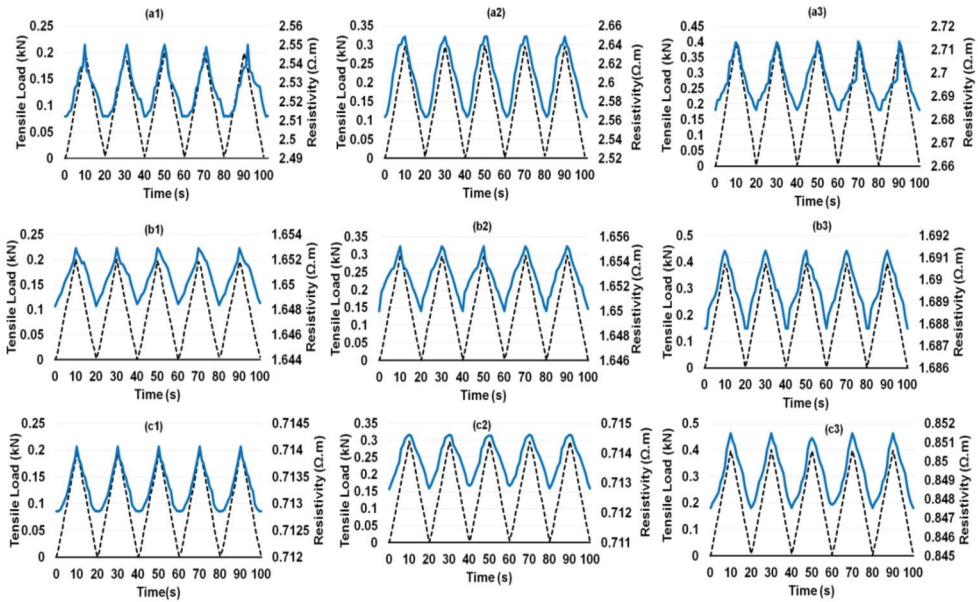 (a1)
Tensile Load (kN)
0.25
0.2
0.15
0.1
0.05
0
2.56
2.55
2.54
2.53
2.52
2.51
2.5
2.49
Resistivity (Ω.m)
0 10 20 30 40 50 60 70 80 90 100
Time (s)
(a2)
Tensile Load (kN)
0.35
0.3
0.25
0.2
0.15
0.1
0.05
0
2.66
2.64
2.62
2.60
2.58
2.56
2.54
2.52
Resistivity(Ω.m)
0 10 20 30 40 50 60 70 80 90 100
Time (s)
(a3)
Tensile Load (kN)
0.45
0.4
0.35
0.3
0.25
0.2
0.15
0.1
0.05
0
2.72
2.71
2.7
2.69
2.68
2.67
2.66
Resistivity (Ω.m)
0 10 20 30 40 50 60 70 80 90 100
Time (s)
(b1)
Tensile Load (kN)
0.25
0.2
0.15
0.1
0.05
0
1.654
1.652
1.65
1.648
1.646
1.644
Resistivity (Ω.m)
0 10 20 30 40 50 60 70 80 90 100
Time (s)
(b2)
Tensile Load (kN)
0.35
0.3
0.25
0.2
0.15
0.1
0.05
0
1.656
1.654
1.652
1.650
1.648
1.646
Resistivity (Ω.m)
0 10 20 30 40 50 60 70 80 90 100
Time (s)
(b3)
Tensile Load (kN)
0.5
0.4
0.3
0.2
0.1
0
1.692
1.691
1.69
1.689
1.688
1.687
1.686
Resistivity (Ω.m)
0 10 20 30 40 50 60 70 80 90 100
Time (s)
(c1)
Tensile Load (kN)
0.25
0.2
0.15
0.1
0.05
0
0.7145
0.714
0.7135
0.713
0.7125
0.712
Resistivity (Ω.m)
0 10 20 30 40 50 60 70 80 90 100
Time(s)
(c2)
Tensile Load (kN)
0.35
0.3
0.25
0.2
0.15
0.1
0.05
0
0.715
0.714
0.713
0.712
0.711
Resistivity (Ω.m)
0 10 20 30 40 50 60 70 80 90 100
Time (s)
(c3)
Tensile Load (kN)
0.5
0.4
0.3
0.2
0.1
0
0.852
0.851
0.85
0.849
0.848
0.847
0.846
0.845
Resistivity (Ω.m)
0 10 20 30 40 50 60 70 80 90 100
Time (s)